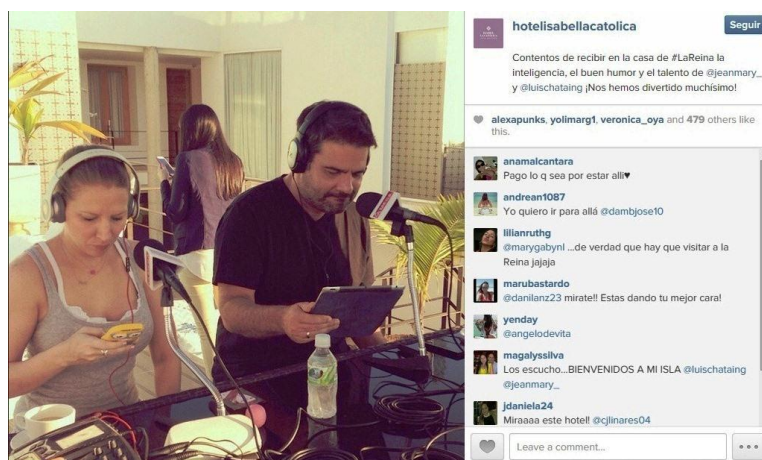 hotelisabellacatolica
Seguir
Contentos de recibir en la casa de #LaReina la
inteligencia, el buen humor y el talento de @jeanmary_
y @luischataing ¡Nos hemos divertido muchísimo!
alexapunks, yolimarg1, veronica_oya and 479 others like
this.
anamalcantara
Pago lo q sea por estar alli♥
andrean1087
Yo quiero ir para allá @dambjose10
lilianruthg
@marygabynl ...de verdad que hay que visitar a la
Reina jajaja
marubastardo
@danilanz23 mirate!! Estas dando tu mejor cara!
yenday
@angelodevita
magalyssilva
Los escucho...BIENVENIDOS A MI ISLA @luischataing
@jeanmary_
jdaniela24
Miraaaa este hotel! @cjlinares04
Leave a comment...